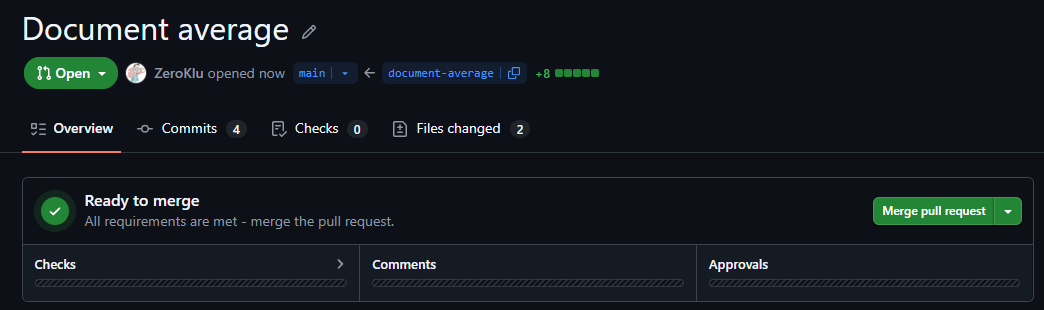 Document average
Open ZeroKlu opened now main document-average +8
Overview Commits 4 Checks 0 Files changed 2
Ready to merge
All requirements are met - merge the pull request.
Merge pull request
Checks Comments Approvals